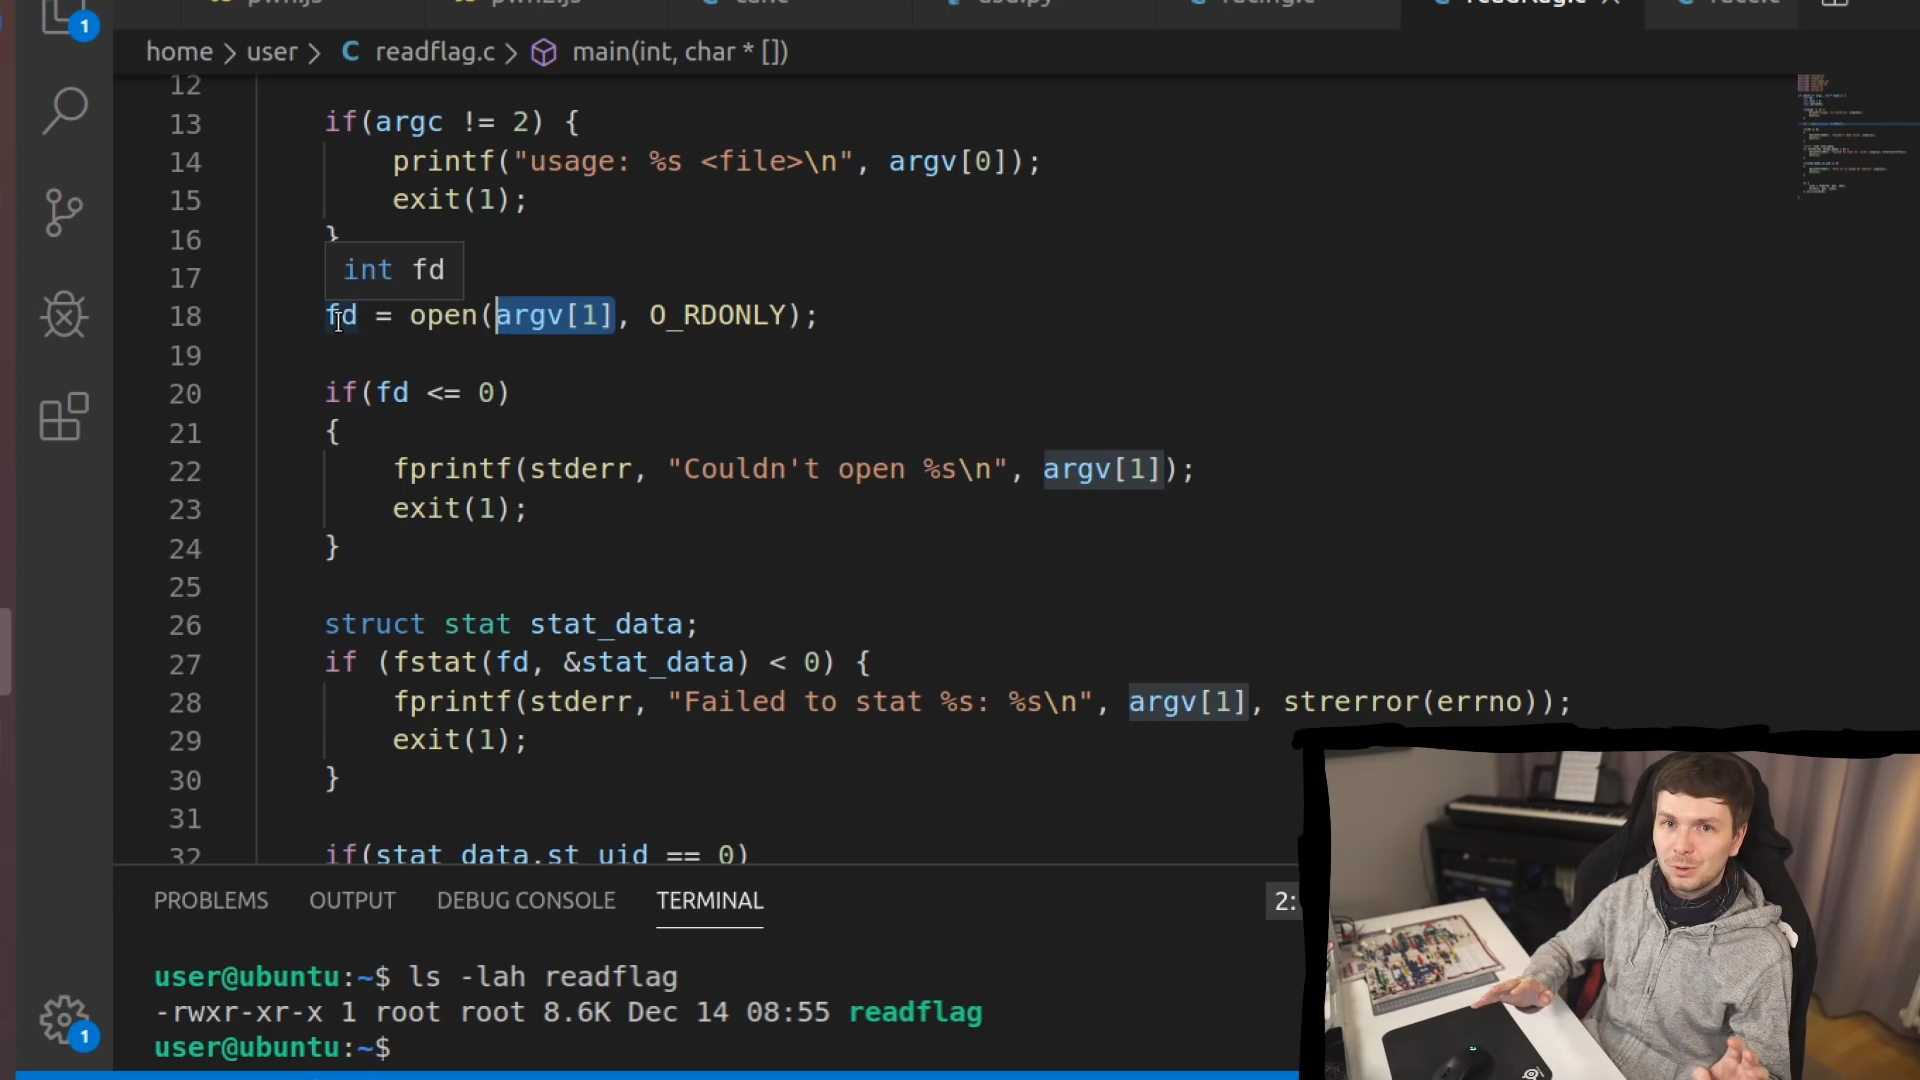 1
home > user > C readflag.c > main(int, char * [])
12
13 if(argc != 2) {
14 printf("usage: %s <file>\n", argv[0]);
15 exit(1);
16 }
int fd
17
18 fd = open(argv[1], O_RDONLY);
19
20 if(fd <= 0)
21 {
22 fprintf(stderr, "Couldn't open %s\n", argv[1]);
23 exit(1);
24 }
25
26 struct stat stat_data;
27 if (fstat(fd, &stat_data) < 0) {
28 fprintf(stderr, "Failed to stat %s: %s\n", argv[1], strerror(errno));
29 exit(1);
30 }
31
32 if(stat_data.st_uid == 0)
PROBLEMS OUTPUT DEBUG CONSOLE TERMINAL 2:
user@ubuntu:~$ ls -lah readflag
-rwxr-xr-x 1 root root 8.6K Dec 14 08:55 readflag
user@ubuntu:~$
1